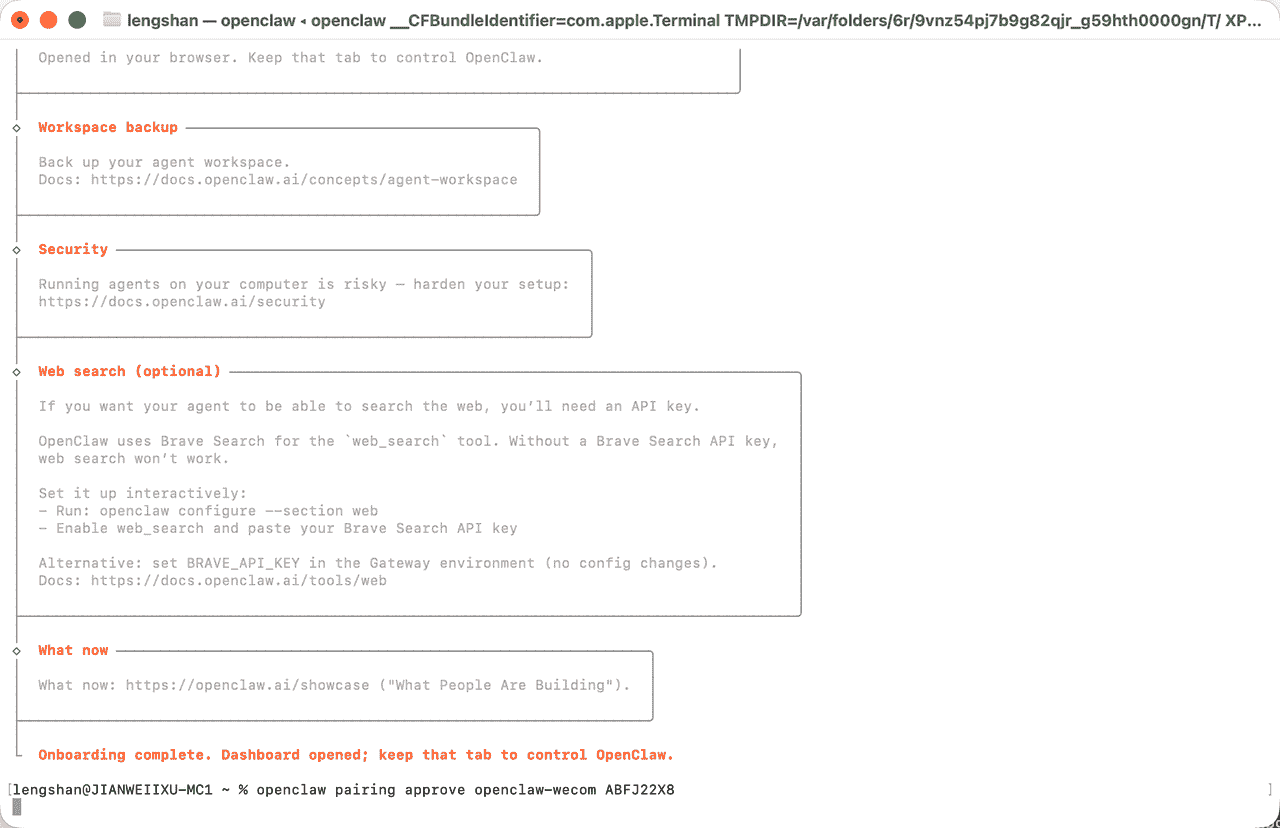 lengshan — openclaw ◂ openclaw __CFBundleIdentifier=com.apple.Terminal TMPDIR=/var/folders/6r/9vnz54pj7b9g82qjr_g59hth0000gn/T/ XP...
Opened in your browser. Keep that tab to control OpenClaw.
Workspace backup
Back up your agent workspace.
Docs: https://docs.openclaw.ai/concepts/agent-workspace
Security
Running agents on your computer is risky — harden your setup:
https://docs.openclaw.ai/security
Web search (optional)
If you want your agent to be able to search the web, you’ll need an API key.
OpenClaw uses Brave Search for the `web_search` tool. Without a Brave Search API key,
web search won’t work.
Set it up interactively:
- Run: openclaw configure --section web
- Enable web_search and paste your Brave Search API key
Alternative: set BRAVE_API_KEY in the Gateway environment (no config changes).
Docs: https://docs.openclaw.ai/tools/web
What now
What now: https://openclaw.ai/showcase ("What People Are Building").
Onboarding complete. Dashboard opened; keep that tab to control OpenClaw.
[lengshan@JIANWEIIXU-MC1 ~ % openclaw pairing approve openclaw-wecom ABFJ22X8 ]